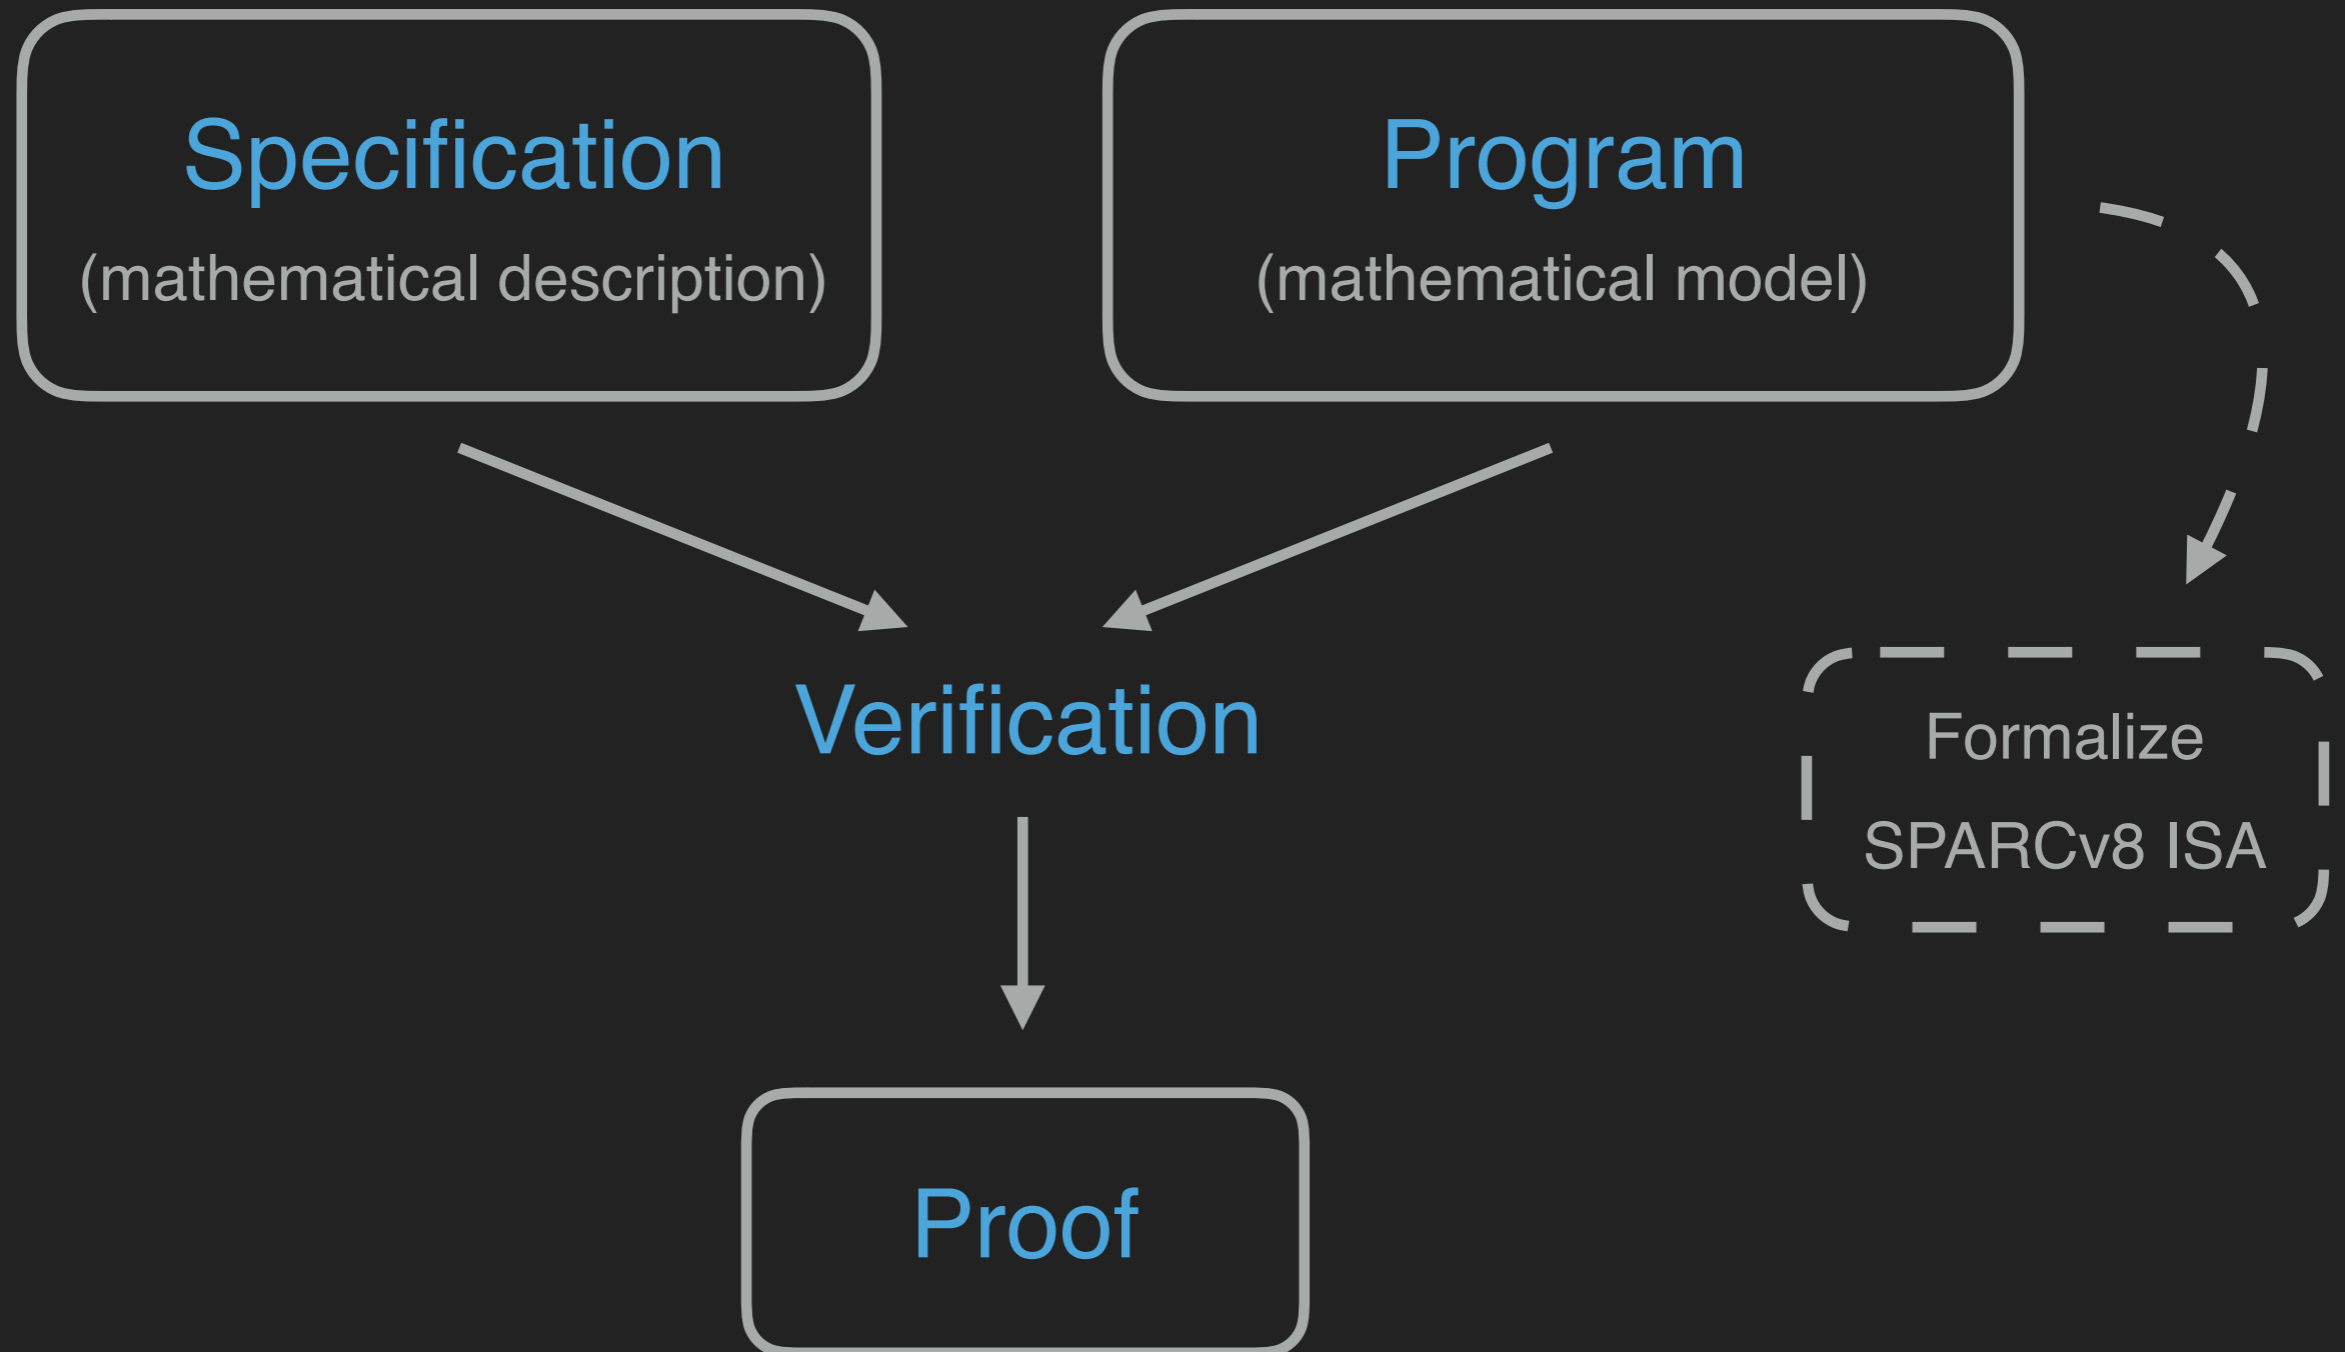 Specification
(mathematical description)
Program
(mathematical model)
Verification
Formalize
SPARCv8 ISA
Proof